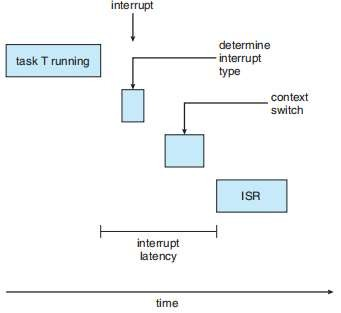 interrupt
task T running
determine
interrupt
type
context
switch
ISR
interrupt
latency
time